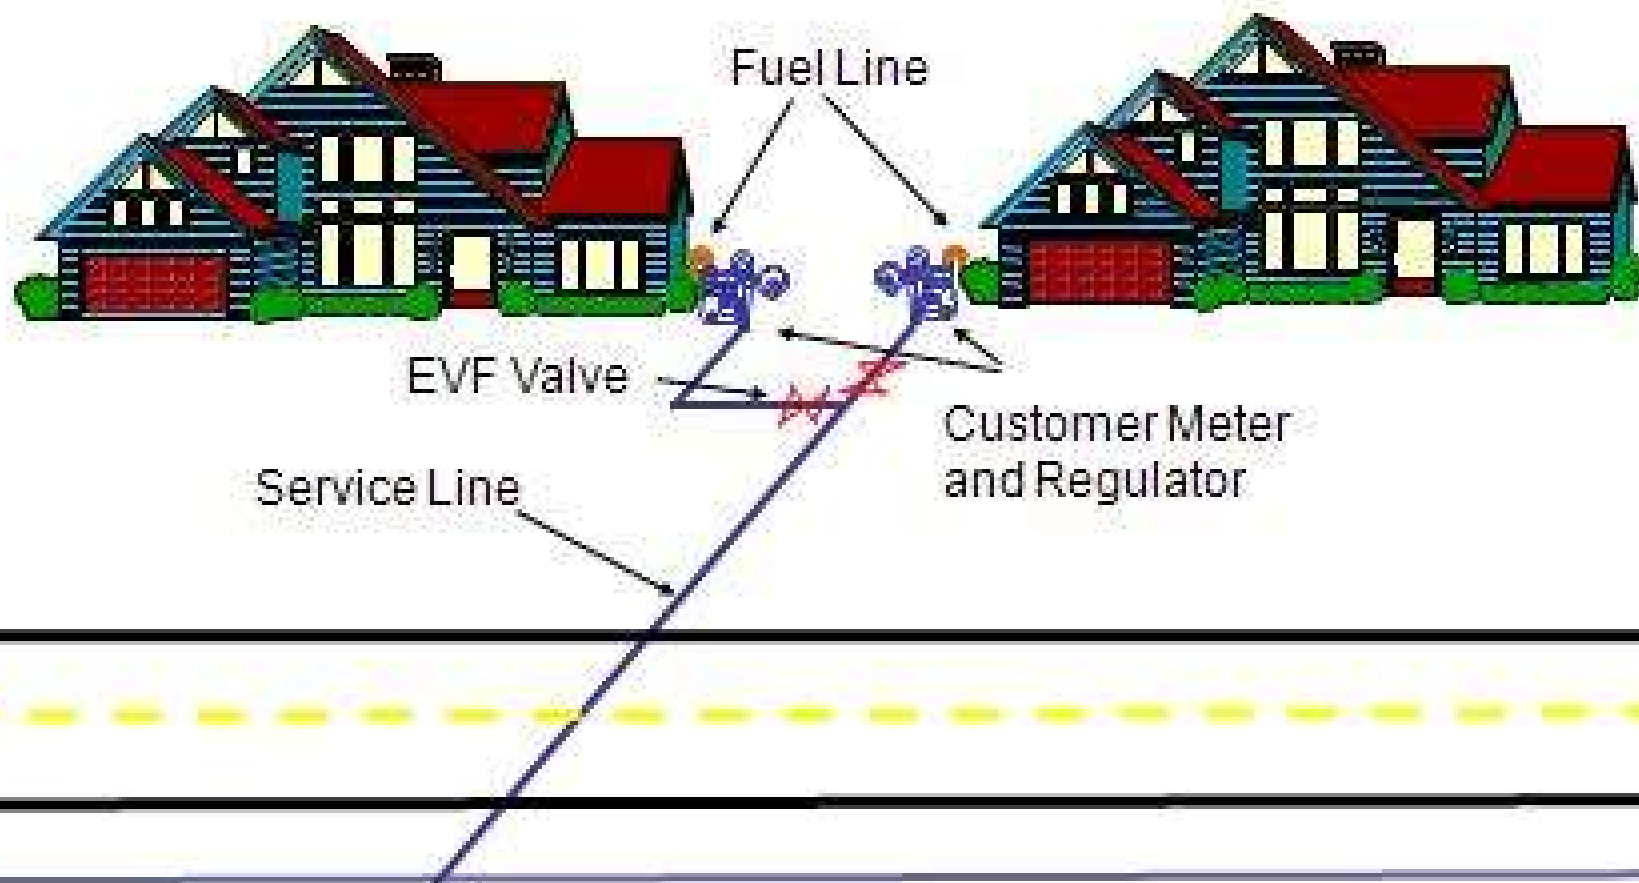 Fuel Line
EVF Valve
Customer Meter
and Regulator
Service Line